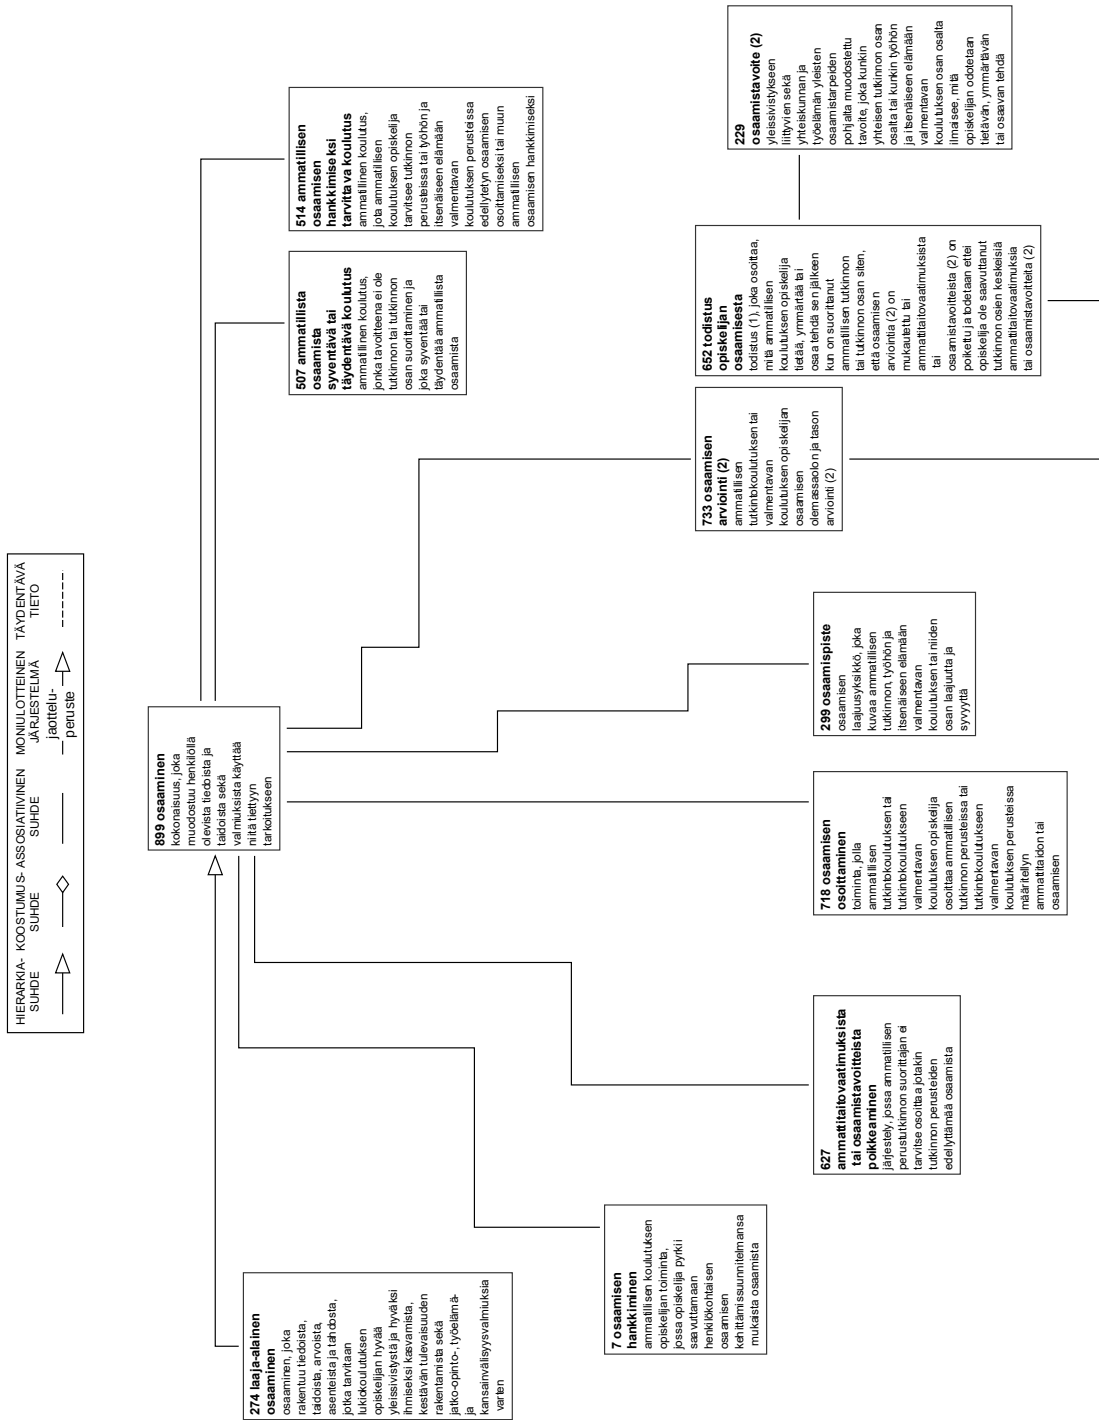 HIERARKIA-
SUHDE
KOOSTUMUS-
SUHDE
ASSOSIATIIVINEN
SUHDE
MONIULOTTEINEN
JÄRJESTELMÄ
jaottelu-
peruste
TÄYDENTÄVÄ
TIETO
899 osaaminen
kokonaisuus, joka
muodostuu henkilöllä
olevista tiedoista ja
taidoista sekä
valmiuksista käyttää
niitä tiettyyn
tarkoitukseen
274 laaja-alainen
osaaminen
osaaminen, joka
rakentuu tiedoista,
taidoista, arvoista,
asenteista ja tahdosta,
jotka tarvitaan
lukiokoulutuksen
opiskelijan hyvää
yleissivistystä ja hyväksi
ihmiseksi kasvamista,
kestävän tulevaisuuden
rakentamista sekä
jatko-opinto-, työelämä-
ja
kansainvälisyysvalmiuksia
varten
507 ammatillista
osaamista
syventävä tai
täydentävä koulutus
ammatillinen koulutus,
jonka tavoitteena ei ole
tutkinnon tai tutkinnon
osan suorittaminen ja
joka syventää tai
täydentää ammatillista
osaamista
514 ammatillisen
osaamisen
hankkimiseksi
tarvittava koulutus
ammatillinen koulutus,
jota ammatillisen
koulutuksen opiskelija
tarvitsee tutkinnon
perusteissa tai työhön ja
itsenäiseen elämään
valmentavan
koulutuksen perusteissa
edellytetyn osaamisen
osoittamiseksi tai muun
ammatillisen
osaamisen hankkimiseksi
7 osaamisen
hankkiminen
ammatillisen koulutuksen
opiskelijan toiminta,
jossa opiskelija pyrkii
saavuttamaan
henkilökohtaisen
osaamisen
kehittämissuunnitelmansa
mukaista osaamista
627
ammattitaitovaatimuksista
tai osaamistavoitteista
poikkeaminen
järjestely, jossa ammatillisen
perustutkinnon suorittajan ei
tarvitse osoittaa jotakin
tutkinnon perusteiden
edellyttämää osaamista
718 osaamisen
osoittaminen
toiminta, jolla
ammatillisen
tutkintokoulutuksen tai
tutkintokoulutukseen
valmentavan
koulutuksen opiskelija
osoittaa ammatillisen
tutkinnon perusteissa tai
tutkintokoulutukseen
valmentavan
koulutuksen perusteissa
määritellyn
ammattitaidon tai
osaamisen
299 osaamispiste
osaamisen
laajuusyksikkö, joka
kuvaa ammatillisen
tutkinnon, työhön ja
itsenäiseen elämään
valmentavan
koulutuksen tai niiden
osan laajuutta ja
syvyyttä
733 osaamisen
arviointi (2)
ammatillisen
tutkintokoulutuksen tai
valmentavan
koulutuksen opiskelijan
osaamisen
olemassaolon ja tason
arviointi (2)
652 todistus
opiskelijan
osaamisesta
todistus (1), joka osoittaa,
mitä ammatillisen
koulutuksen opiskelija
tietää, ymmärtää tai
osaa tehdä sen jälkeen
kun on suorittanut
ammatillisen tutkinnon
tai tutkinnon osan siten,
että osaamisen
arviointia (2) on
mukautettu tai
ammattitaitovaatimuksista
tai
osaamistavoitteista (2) on
poikettu ja todetaan ettei
opiskelija ole saavuttanut
tutkinnon osien keskeisiä
ammattitaitovaatimuksia
tai osaamistavoitteita (2)
229
osaamistavoite (2)
yleissivistykseen
liittyvien sekä
yhteiskunnan ja
työelämän yleisten
osaamistarpeiden
pohjalta muodostettu
tavoite, joka kunkin
yhteisen tutkinnon osan
osalta tai kunkin työhön
ja itsenäiseen elämään
valmentavan
koulutuksen osan osalta
ilmaisee, mitä
opiskelijan odotetaan
tietävän, ymmärtävän
tai osaavan tehdä